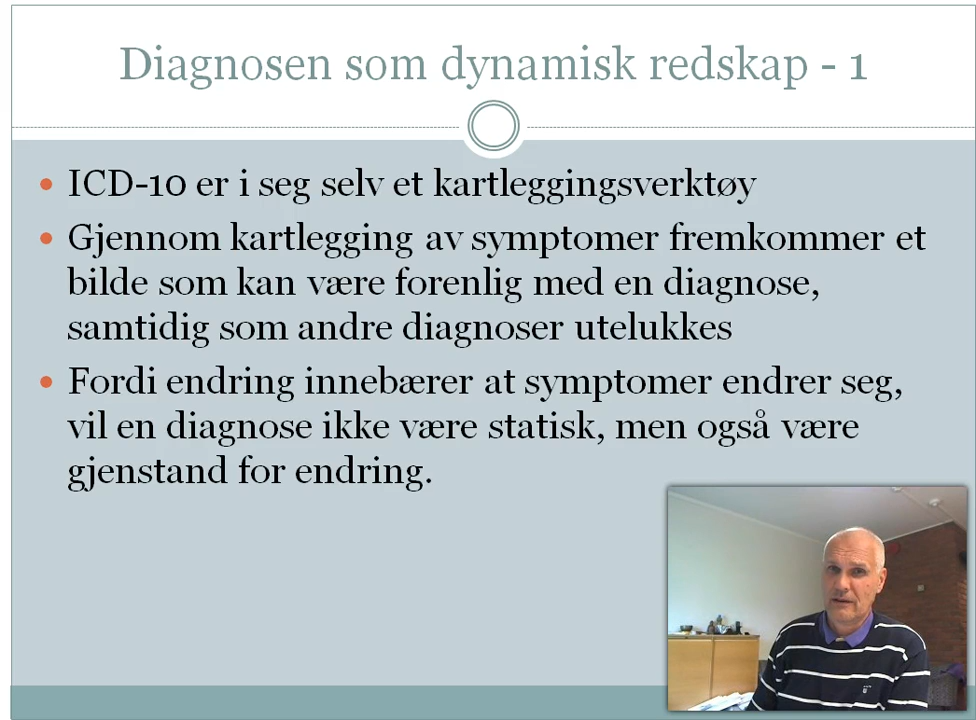 Diagnosen som dynamisk redskap - 1
ICD-10 er i seg selv et kartleggingsverktøy
Gjennom kartlegging av symptomer fremkommer et
bilde som kan være forenlig med en diagnose,
samtidig som andre diagnoser utelukkes
Fordi endring innebærer at symptomer endrer seg,
vil en diagnose ikke være statisk, men også være
gjenstand for endring.